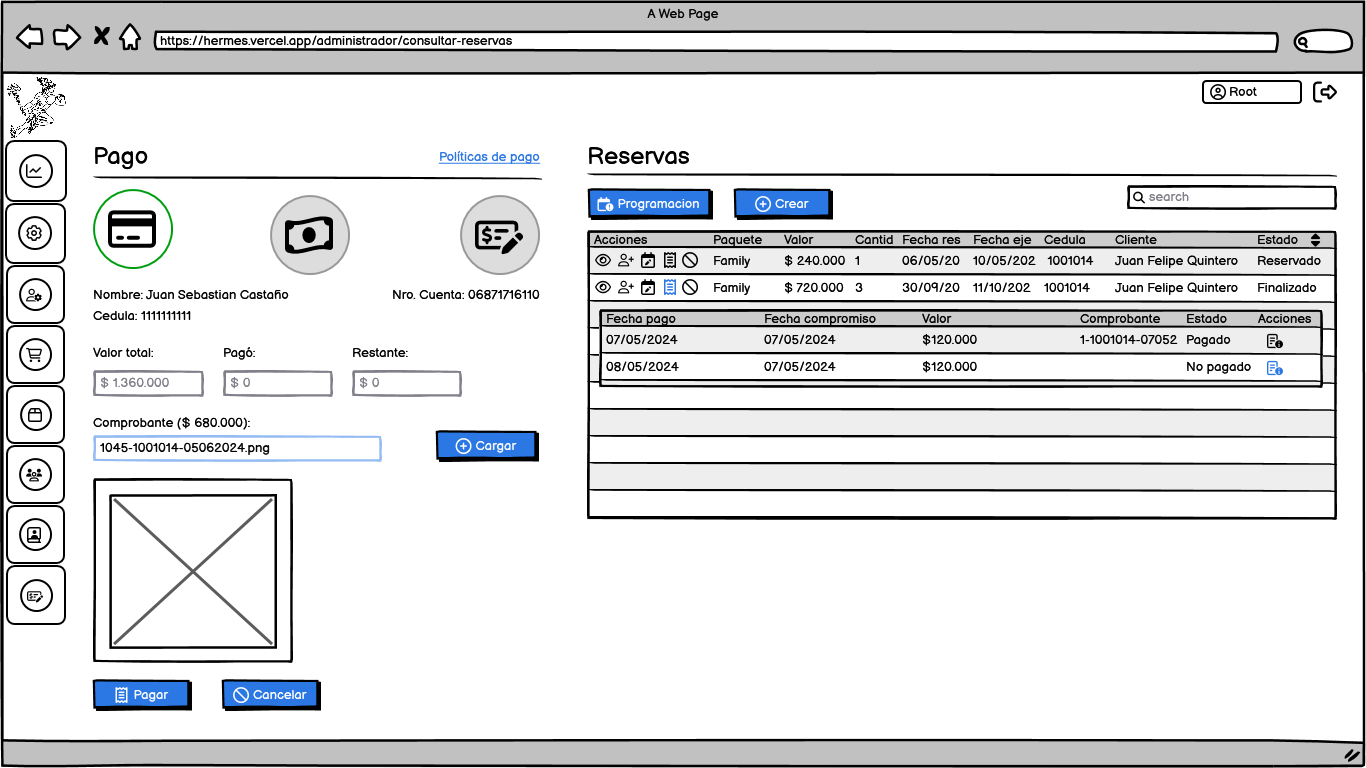 A Web Page
https://hermes.vercel.app/administrador/consultar-reservas
Root
Pago
Políticas de pago
Nombre: Juan Sebastian Castaño
Nro. Cuenta: 06871716110
Cedula: 1111111111
Valor total:
Pagó:
Restante:
$ 1.360.000
$ 0
$ 0
Comprobante ($ 680.000):
1045-1001014-05062024.png
Cargar
Pagar
Cancelar
Reservas
Programacion
Crear
search
Acciones Paquete Valor Cantid Fecha res Fecha eje Cedula Cliente Estado
Family $ 240.000 1 06/05/20 10/05/202 1001014 Juan Felipe Quintero Reservado
Family $ 720.000 3 30/09/20 11/10/202 1001014 Juan Felipe Quintero Finalizado
Fecha pago Fecha compromiso Valor Comprobante Estado Acciones
07/05/2024 07/05/2024 $120.000 1-1001014-07052 Pagado
08/05/2024 07/05/2024 $120.000 No pagado